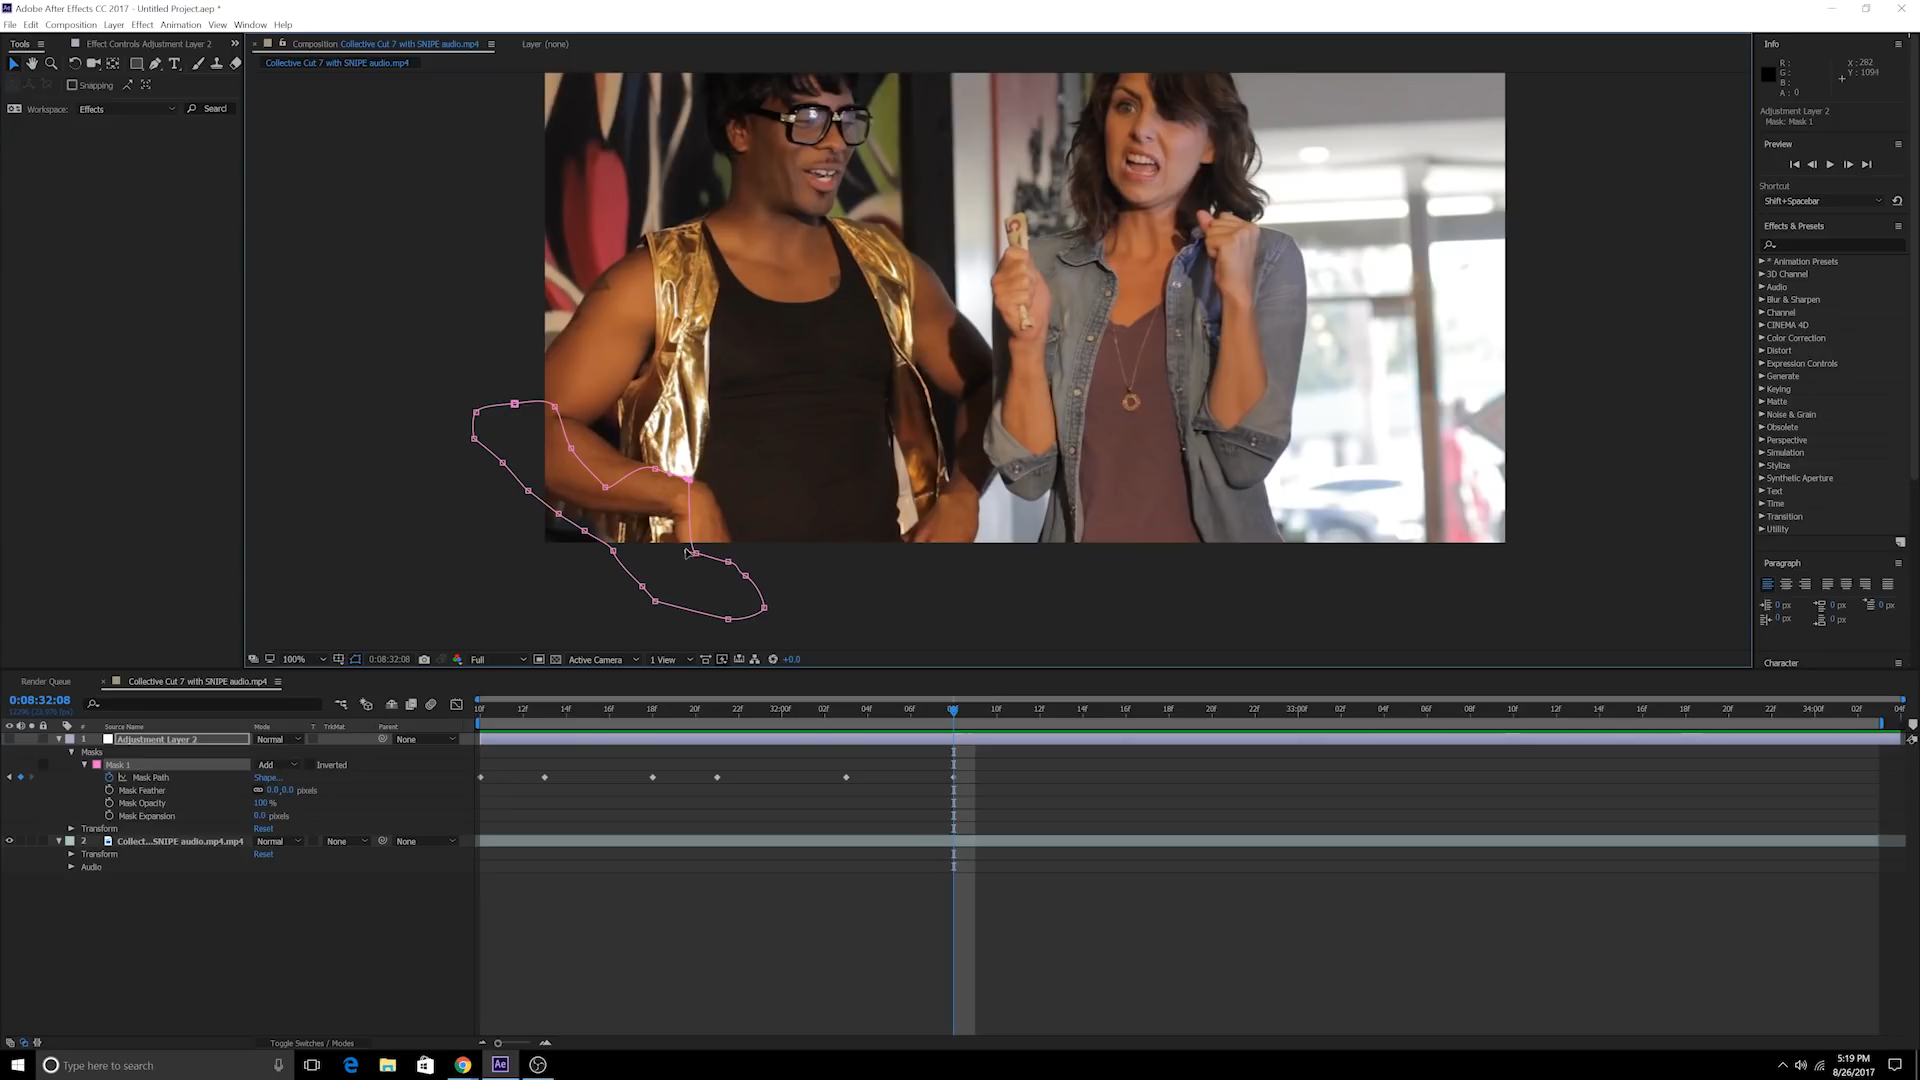 Adobe After Effects CC 2017 - Untitled Project.aep *
File Edit Composition Layer Effect Animation View Window Help
Tools Effect Controls Adjustment Layer 2
Composition Collective Cut 7 with SNIPE audio.mp4 Layer (none)
Collective Cut 7 with SNIPE audio.mp4
Snapping
Workspace: Effects Searcl
Info
R: X: 282
G: Y: 1094
B:
A: 0
Adjustment Layer 2
Mask: Mask 1
Preview
Shortcut
Shift+Spacebar
Effects & Presets
* Animation Presets
3D Channel
Audio
Blur & Sharpen
Channel
CINEMA 4D
Color Correction
Distort
Expression Controls
Generate
Keying
Matte
Noise & Grain
Obsolete
Perspective
Simulation
Stylize
Synthetic Aperture
Text
Time
Transition
Utility
Paragraph
0 px 0 px 0 px
0 px 0 px
Character
100% 0:08:32:08 Full Active Camera 1 View +0.0
Render Queue Collective Cut 7 with SNIPE audio.mp4
0:08:32:08
12296 (23.976 fps)
10f 12f 14f 16f 18f 20f 22f 32:00f 02f 04f 06f 10f 12f 14f 16f 18f 20f 22f 33:00f 02f 04f 06f 08f 10f 12f 14f 16f 18f 20f 22f 34:00f 02f 04f
# Source Name Mode T TrkMat Parent
1 Adjustment Layer 2 Normal None
Masks
Mask 1 Add Inverted
Mask Path Shape...
Mask Feather 0.0, 0.0 pixels
Mask Opacity 100 %
Mask Expansion 0.0 pixels
Transform Reset
2 Collect...SNIPE audio.mp4.mp4 Normal None None
Transform Reset
Audio
Toggle Switches / Modes
Type here to search
Ae
5:19 PM
8/26/2017